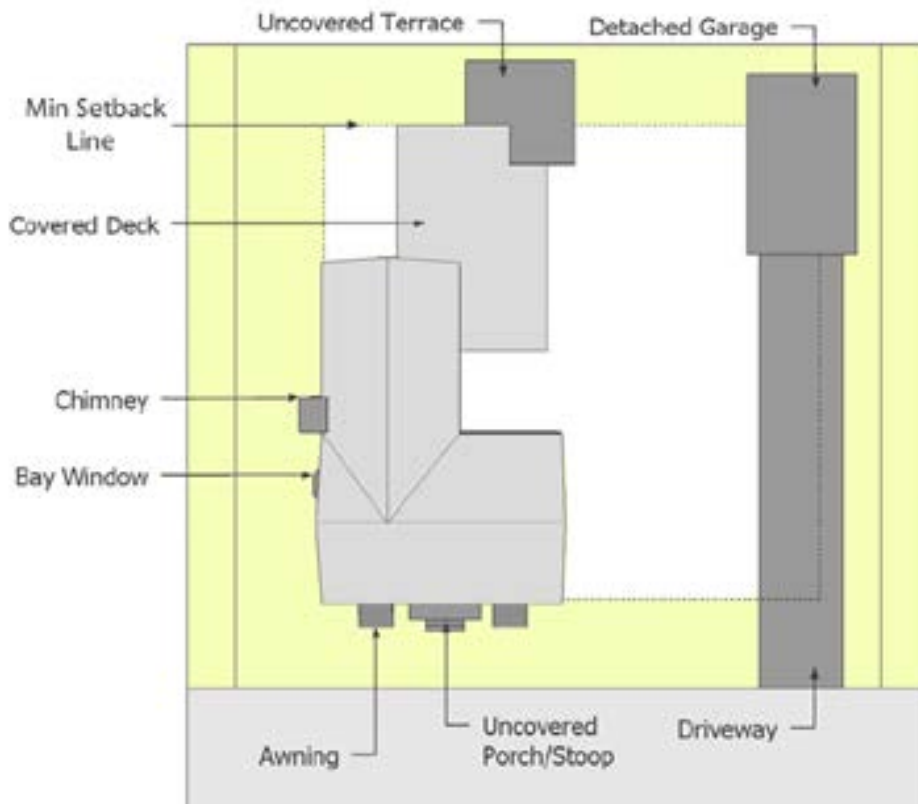 Uncovered Terrace
Detached Garage
Min Setback
Line
Covered Deck
Chimney
Bay Window
Awning
Uncovered
Porch/Stoop
Driveway